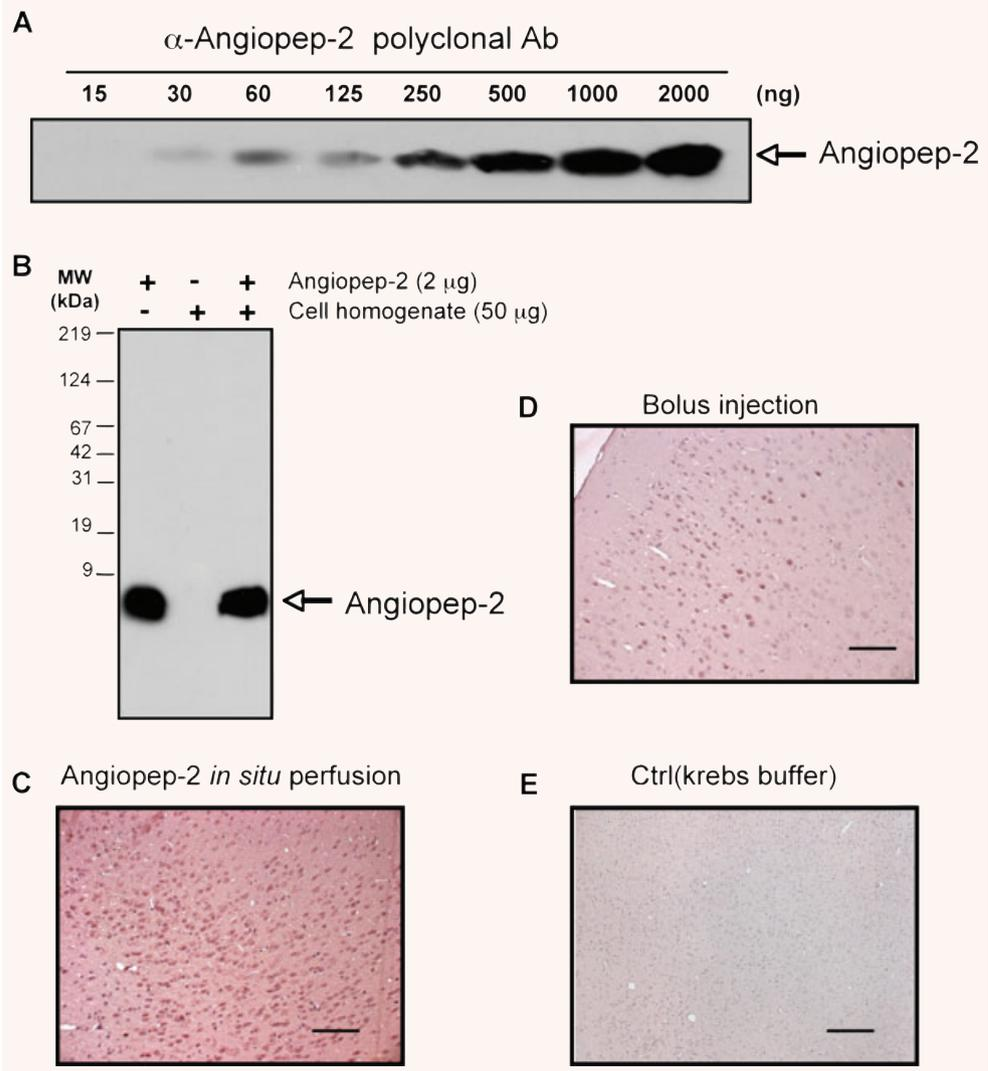 A
α-Angiopep-2 polyclonal Ab
15 30 60 125 250 500 1000 2000 (ng)
Angiopep-2
B
MW
(kDa)
+ - + Angiopep-2 (2 μg)
- + + Cell homogenate (50 μg)
219
124
67
42
31
19
9
Angiopep-2
D
Bolus injection
C
Angiopep-2 in situ perfusion
E
Ctrl(krebs buffer)